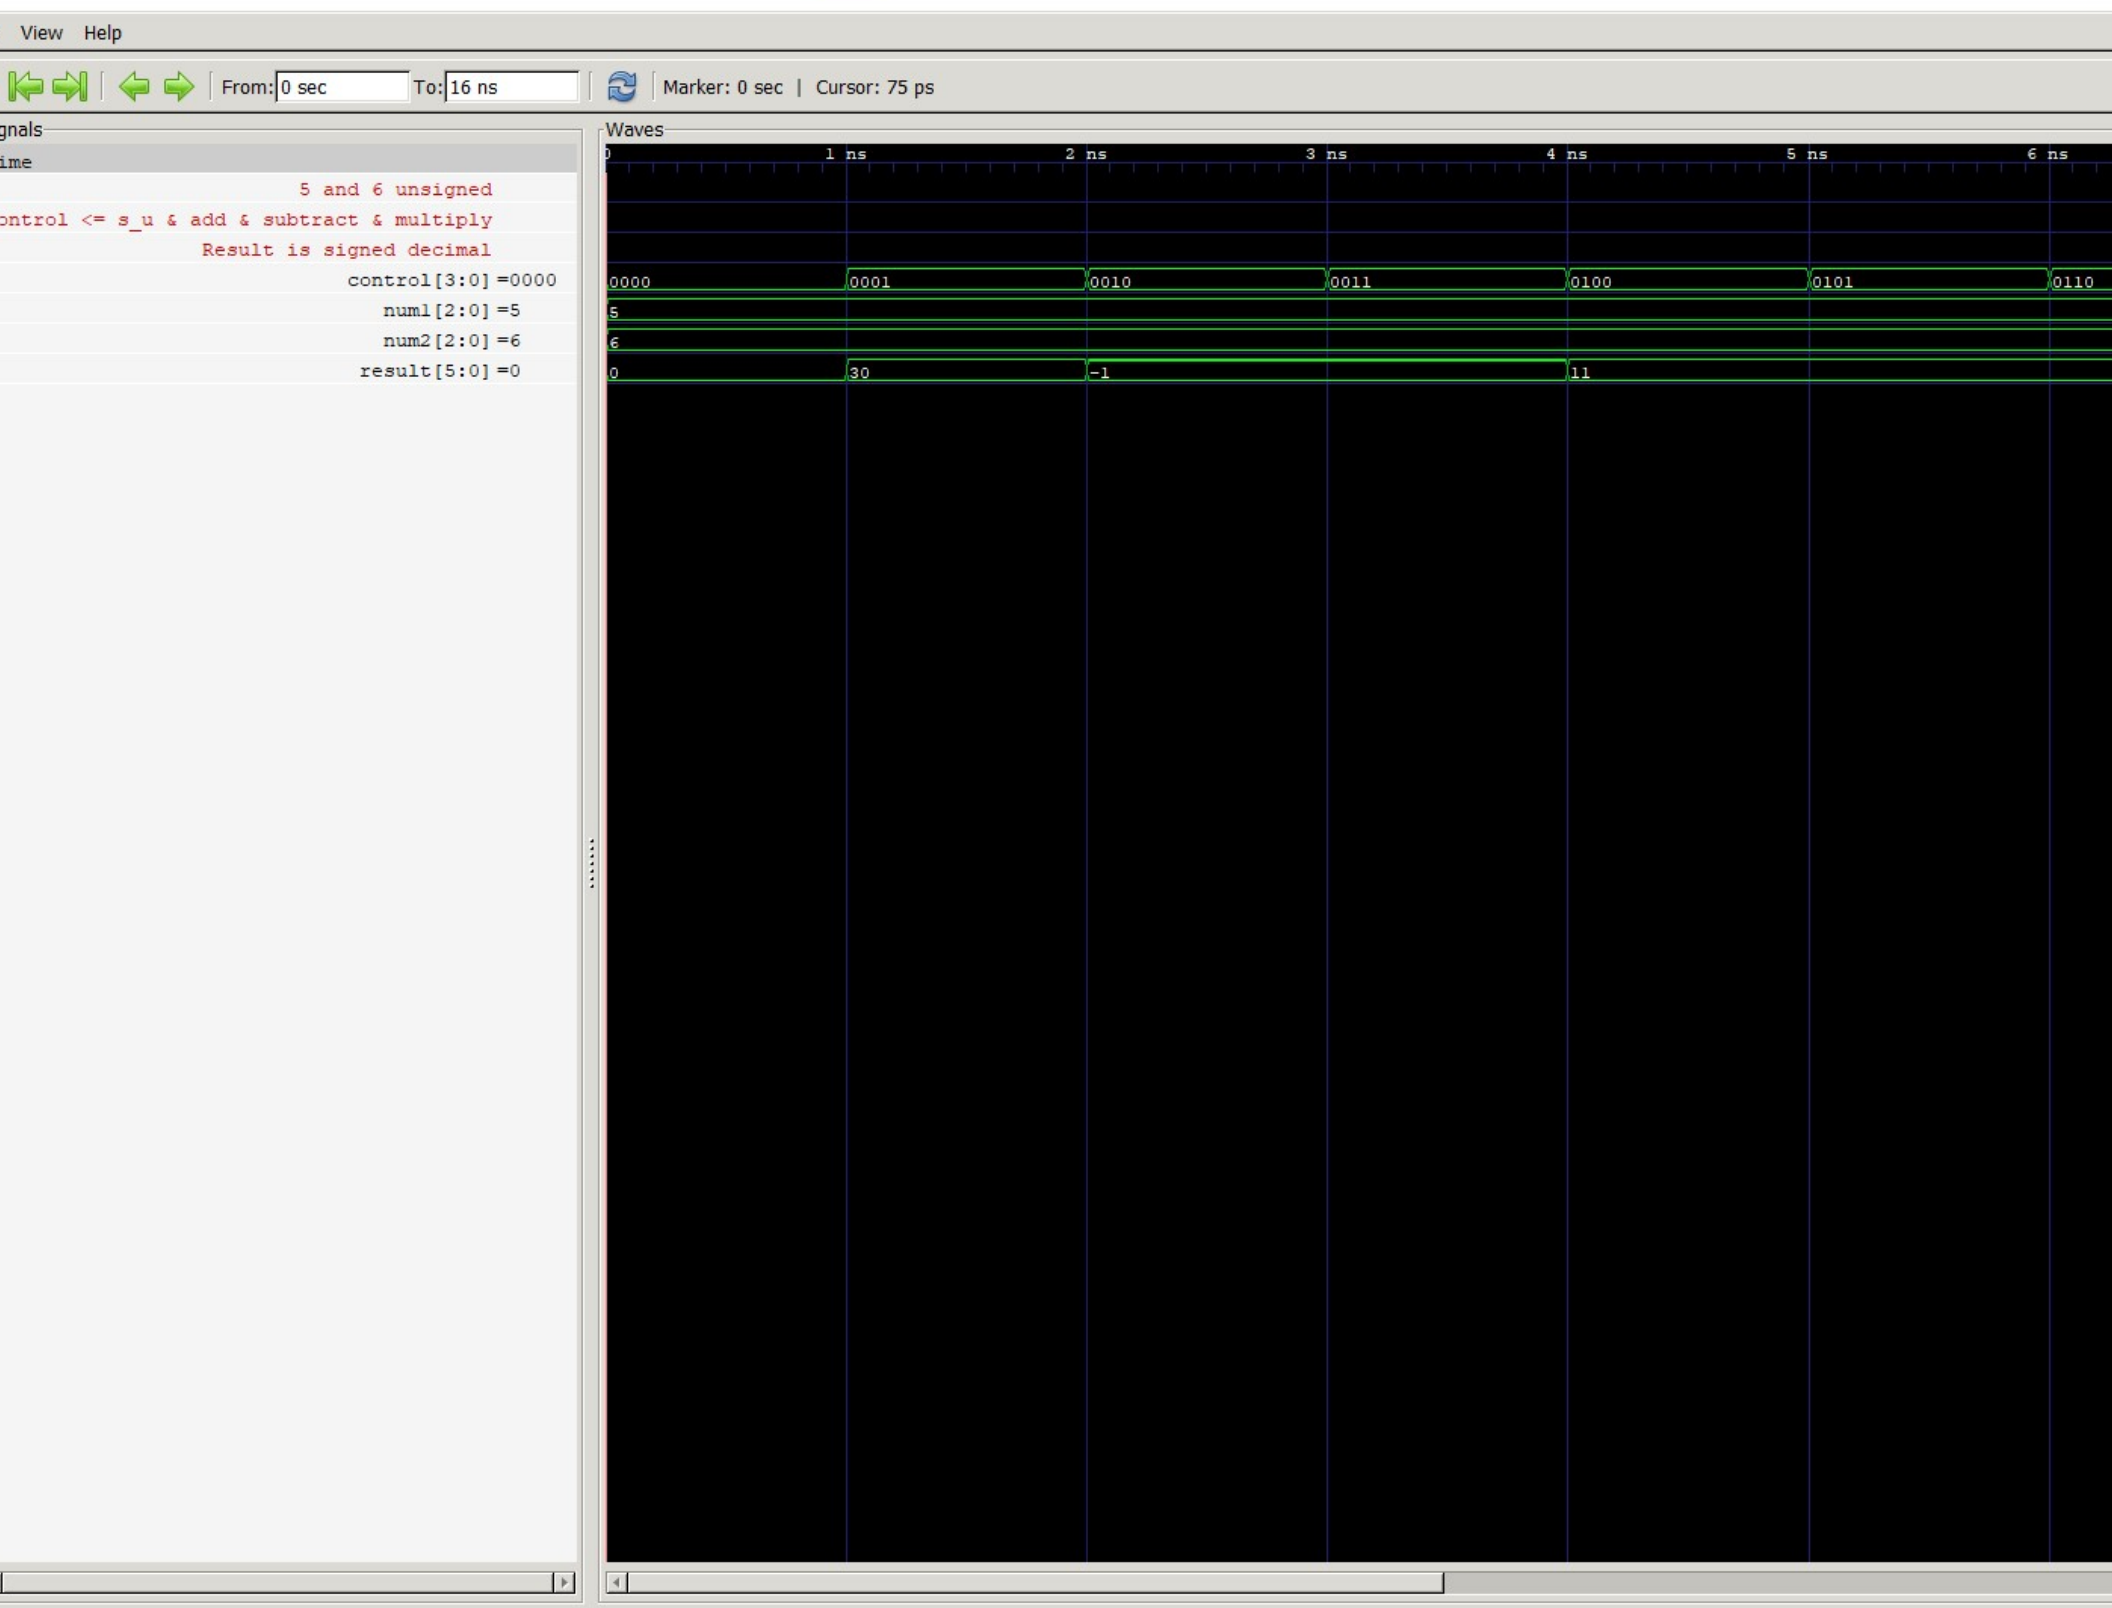 View Help
From: 0 sec To: 16 ns Marker: 0 sec | Cursor: 75 ps
gnals Waves
ime 0 1 ns 2 ns 3 ns 4 ns 5 ns 6 ns
5 and 6 unsigned
ontrol <= s_u & add & subtract & multiply
Result is signed decimal
control[3:0] =0000 0000 0001 0010 0011 0100 0101 0110
num1[2:0] =5 5
num2[2:0] =6 6
result[5:0] =0 0 30 -1 11